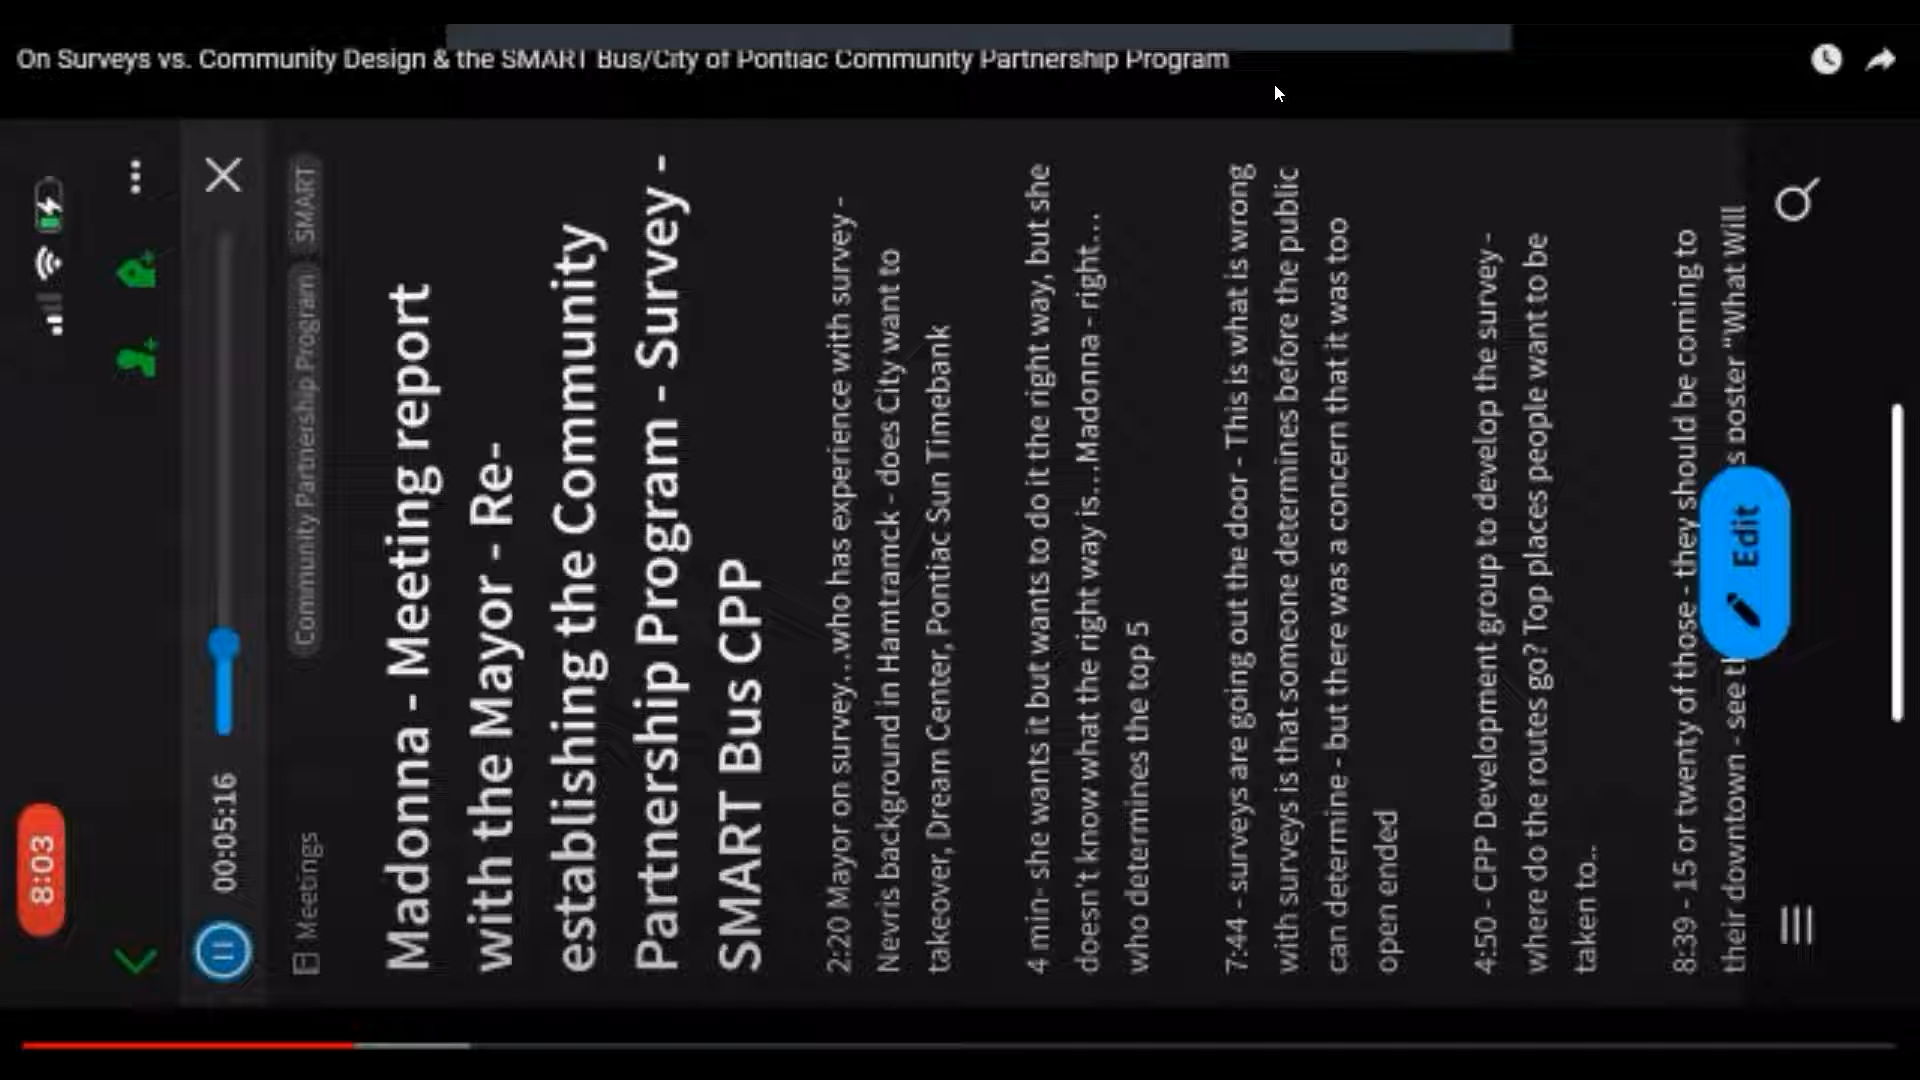 On Surveys vs. Community Design & the SMART Bus/City of Pontiac Community Partnership Program
8:03
00:05:16
Meetings
Community Partnership Program
SMART
Madonna - Meeting report
with the Mayor - Re-
establishing the Community
Partnership Program - Survey -
SMART Bus CPP
2:20 Mayor on survey...who has experience with survey -
Nevris background in Hamtramck - does City want to
takeover, Dream Center, Pontiac Sun Timebank
4 min- she wants it but wants to do it the right way, but she
doesn't know what the right way is...Madonna - right...
who determines the top 5
7:44 - surveys are going out the door - This is what is wrong
with surveys is that someone determines before the public
can determine - but there was a concern that it was too
open ended
4:50 - CPP Development group to develop the survey -
where do the routes go? Top places people want to be
taken to..
8:39 - 15 or twenty of those - they should be coming to
their downtown - see poster "What Will
Edit